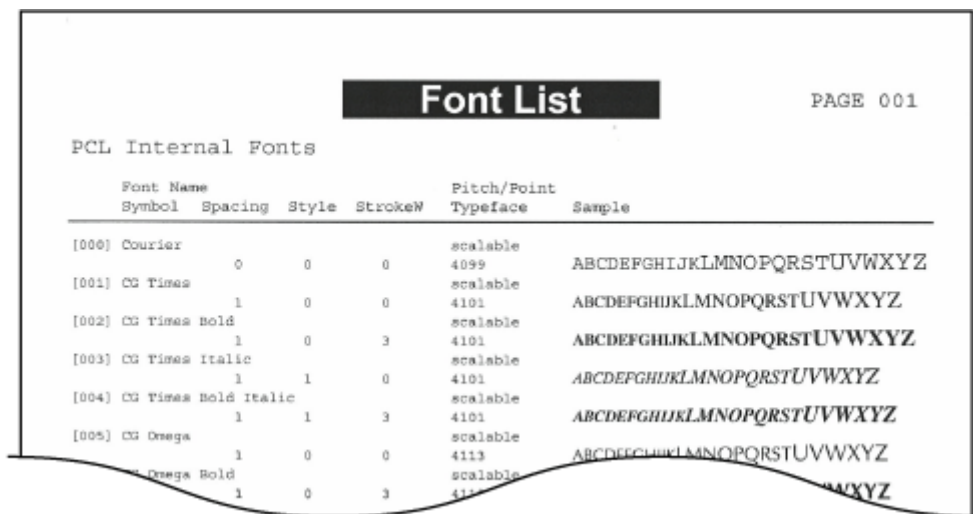 Font List
PAGE 001
PCL Internal Fonts
Font Name Pitch/Point
Symbol Spacing Style StrokeW Typeface Sample
[000] Courier scalable
0 0 0 4099 ABCDEFGHIJKLMNOPQRSTUVWXYZ
[001] CG Times scalable
1 0 0 4101 ABCDEFGHIJKLMNOPQRSTUVWXYZ
[002] CG Times Bold scalable
1 0 3 4101 ABCDEFGHIJKLMNOPQRSTUVWXYZ
[003] CG Times Italic scalable
1 1 0 4101 ABCDEFGHIJKLMNOPQRSTUVWXYZ
[004] CG Times Bold Italic scalable
1 1 3 4101 ABCDEFGHIJKLMNOPQRSTUVWXYZ
[005] CG Omega scalable
1 0 0 4113 ABCDEFGHIJKLMNOPQRSTUVWXYZ
Omega Bold scalable
1 0 3